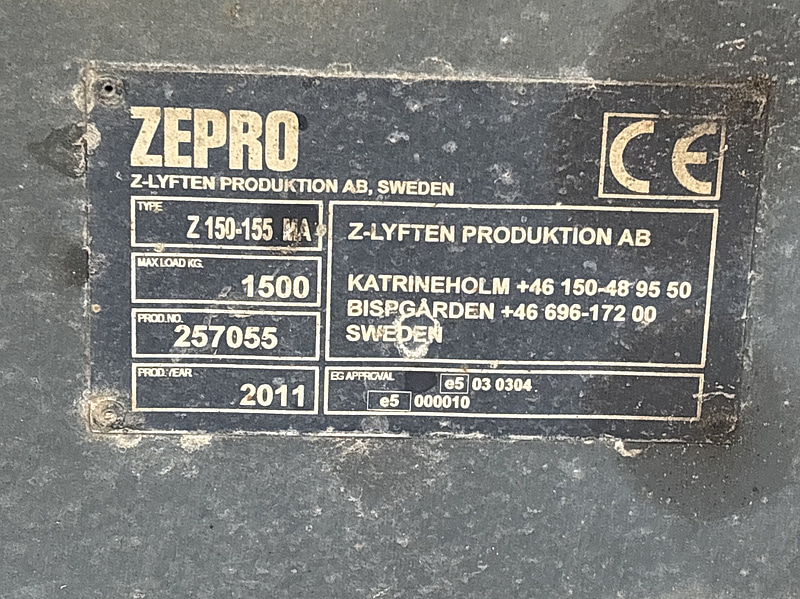 ZEPRO
CE
Z-LYFTEN PRODUKTION AB, SWEDEN
TYPE
Z 150-155 MA
MAX LOAD KG.
1500
PROD.NO.
257055
PROD.YEAR
2011
Z-LYFTEN PRODUKTION AB
KATRINEHOLM +46 150-48 95 50
BISPGÅRDEN +46 696-172 00
SWEDEN
EG APPROVAL
e5 03 0304
e5 000010